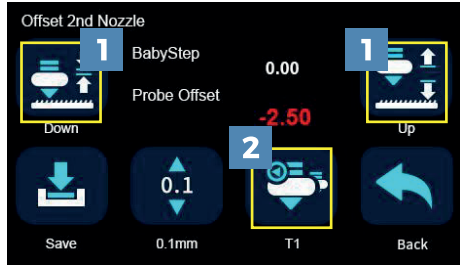 Offset 2nd Nozzle
1
BabyStep
0.00
1
Probe Offset
-2.50
Down
Up
2
0.1
Save
0.1mm
T1
Back